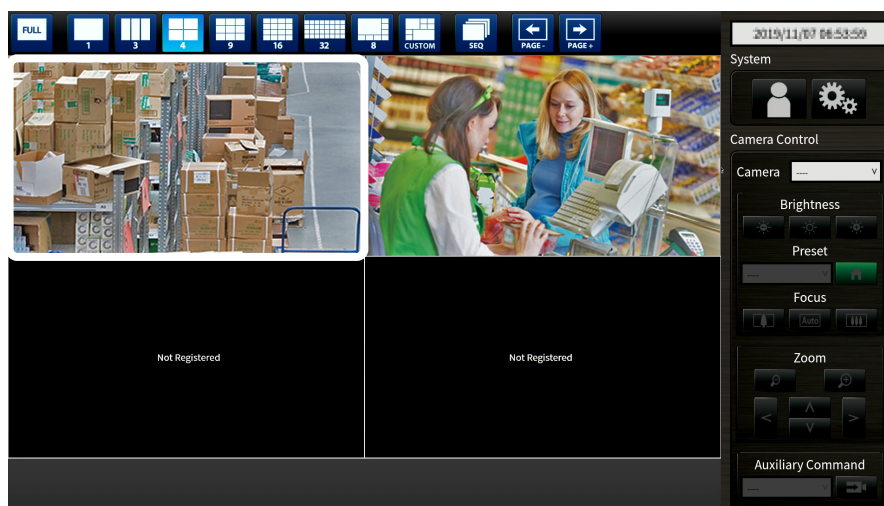 FULL
1
3
4
9
16
32
8
CUSTOM
SEQ
PAGE -
PAGE +
2019/11/07 06:53:59
System
Camera Control
Camera
----
v
Brightness
Preset
----
v
Focus
Auto
Zoom
Auxiliary Command
----
v
Not Registered
Not Registered